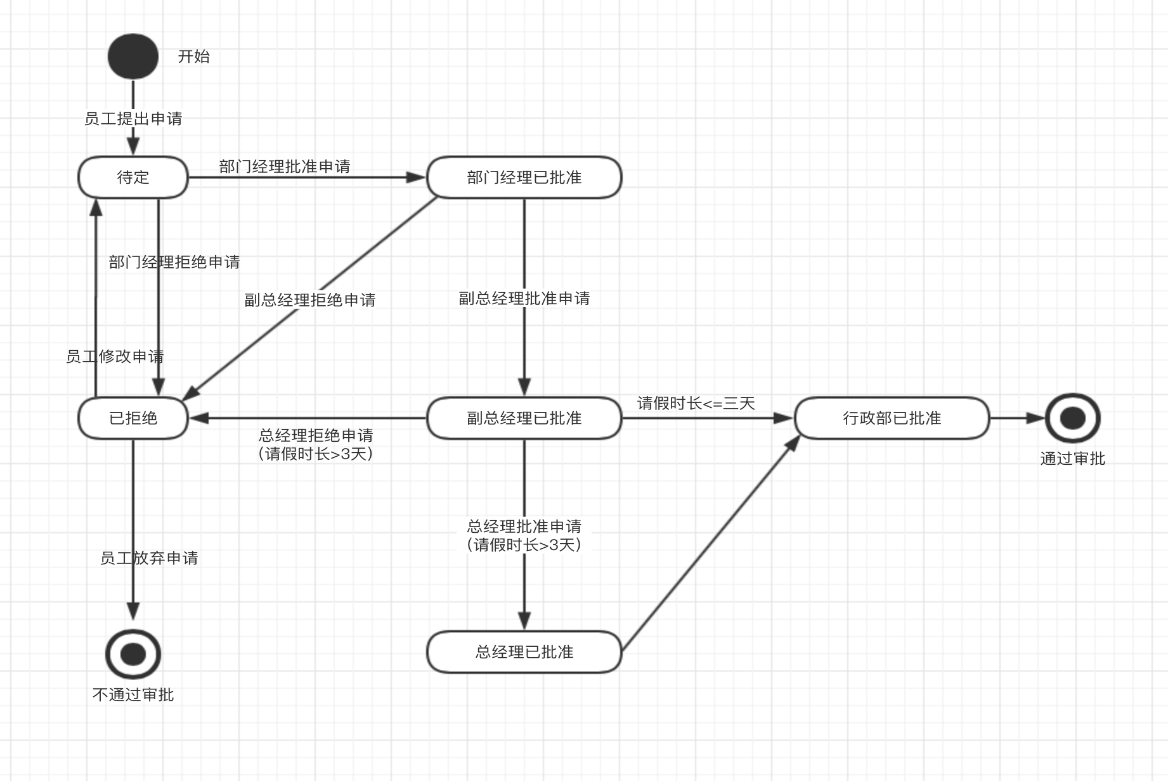 开始
员工提出申请
待定
部门经理批准申请
部门经理已批准
部门经理拒绝申请
副总经理拒绝申请
副总经理批准申请
员工修改申请
已拒绝
总经理拒绝申请
（请假时长>3天）
副总经理已批准
请假时长<=三天
行政部已批准
通过审批
总经理批准申请
（请假时长>3天）
员工放弃申请
总经理已批准
不通过审批